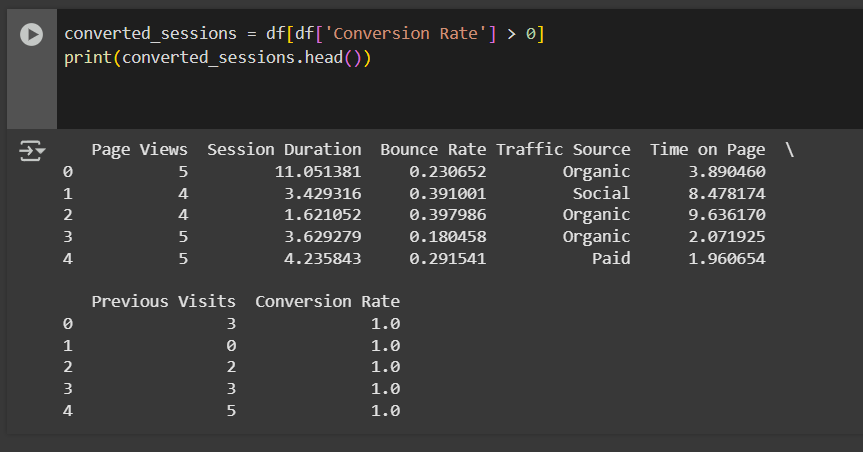 converted_sessions = df[df['Conversion Rate'] > 0]
print(converted_sessions.head())
Page Views  Session Duration  Bounce Rate Traffic Source  Time on Page  \
0           5         11.051381     0.230652        Organic      3.890460
1           4          3.429316     0.391001         Social      8.478174
2           4          1.621052     0.397986        Organic      9.636170
3           5          3.629279     0.180458        Organic      2.071925
4           5          4.235843     0.291541           Paid      1.960654
Previous Visits  Conversion Rate
0                3              1.0
1                0              1.0
2                2              1.0
3                3              1.0
4                5              1.0